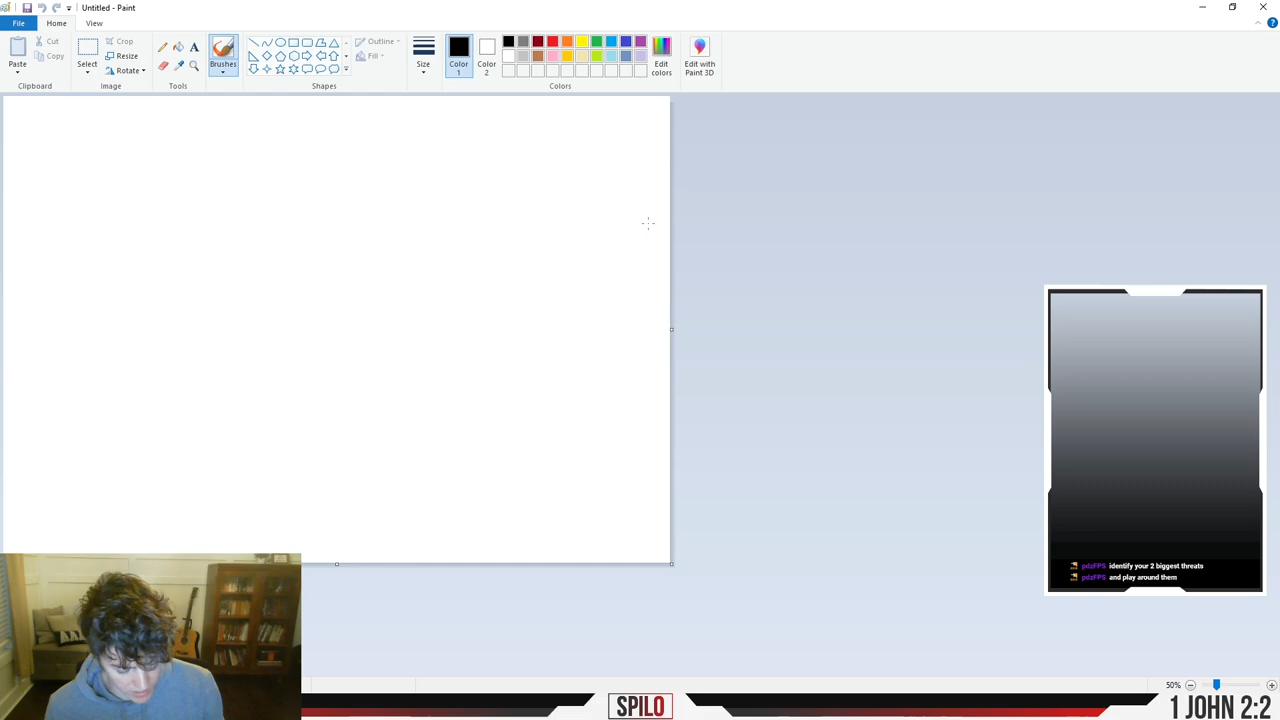 Untitled - Paint
File
Home
View
Paste
Cut
Copy
Clipboard
Select
Crop
Resize
Rotate
Image
A
Tools
Brushes
Outline
Fill
Shapes
Size
Color 1
Color 2
Colors
Edit colors
Edit with Paint 3D
pdzFPS identify your 2 biggest threats
pdzFPS and play around them
50%
SPILO
1 JOHN 2:2